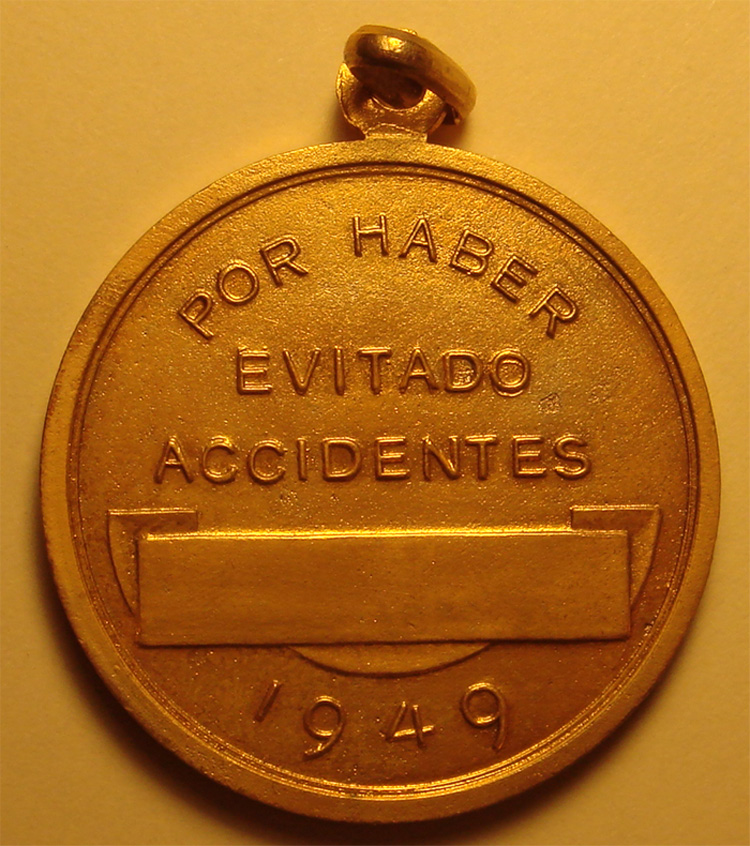 POR HABER
EVITADO
ACCIDENTES
1949